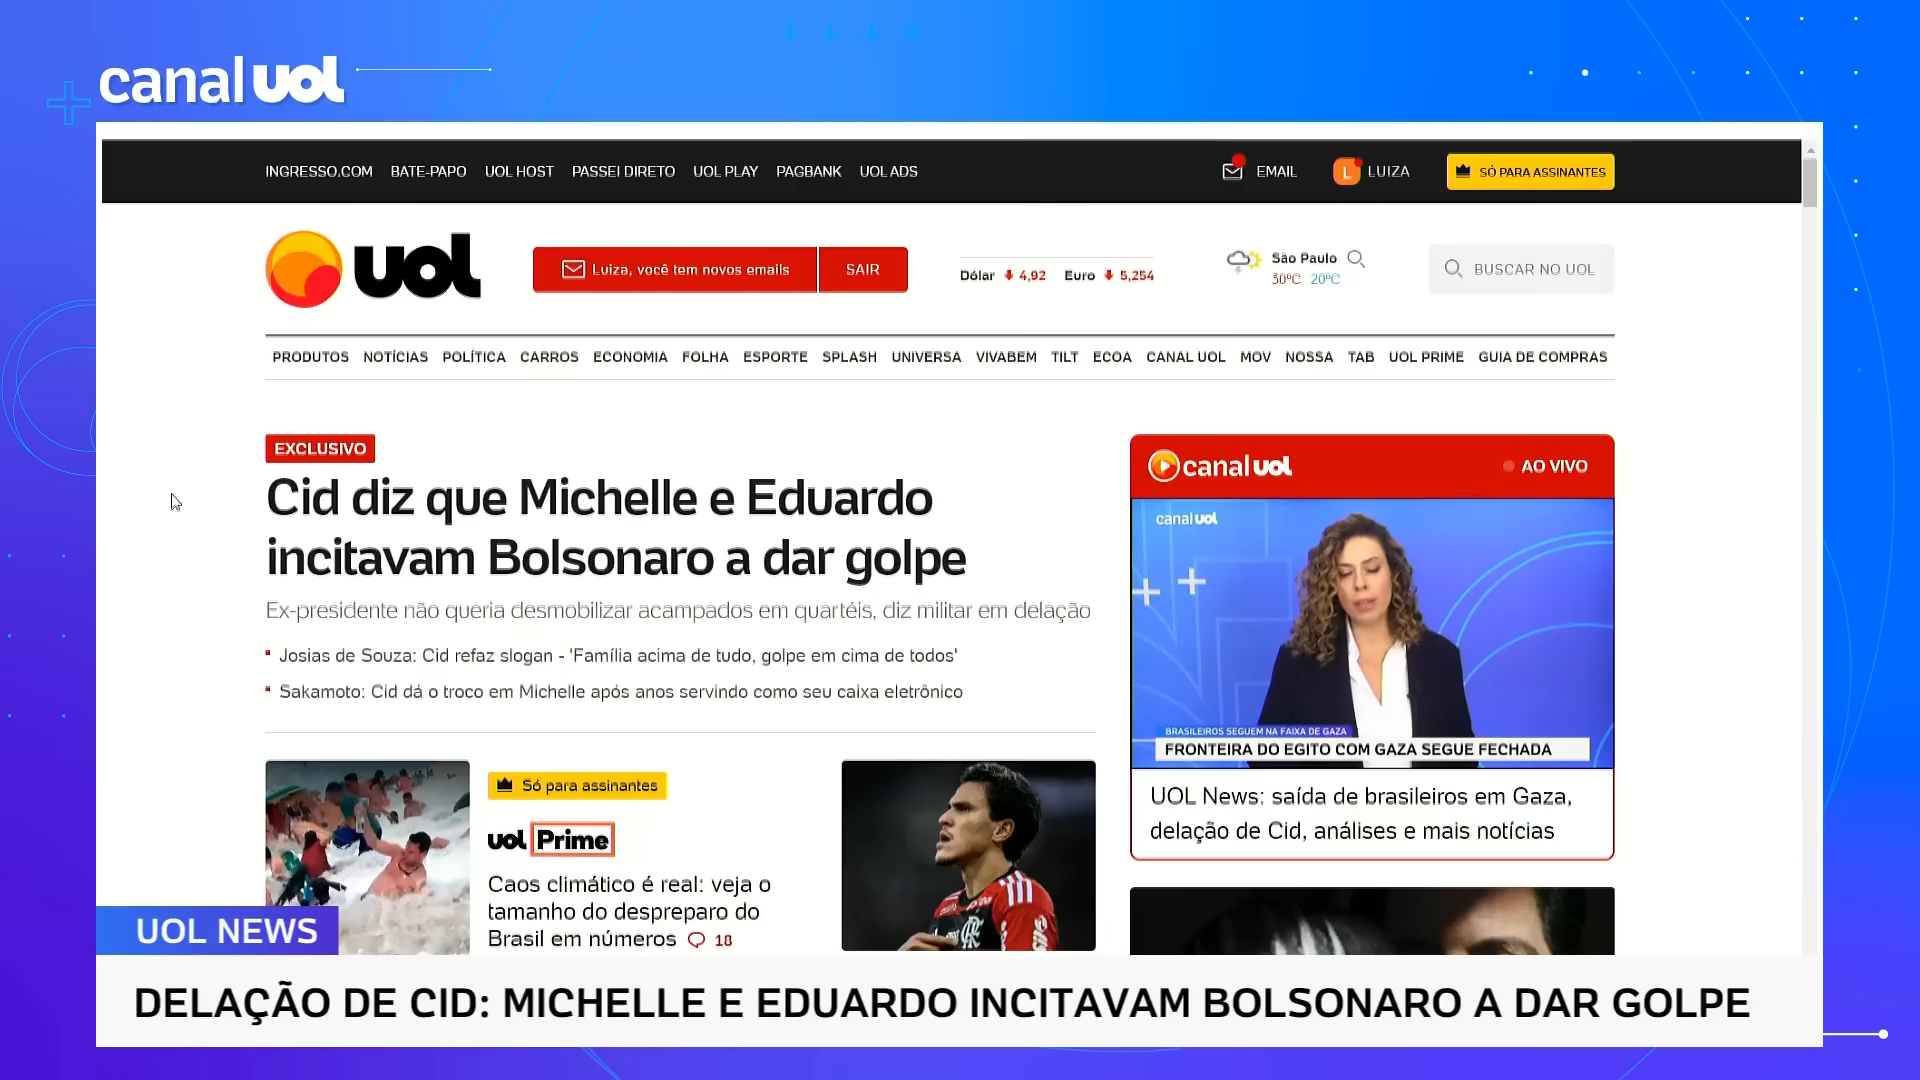 canal uol
INGRESSO.COM BATE-PAPO UOL HOST PASSEI DIRETO UOL PLAY PAGBANK UOL ADS EMAIL L LUIZA SÓ PARA ASSINANTES
uol Luiza, você tem novos emails SAIR Dólar 4,92 Euro 5,254 São Paulo 30ºC 20ºC BUSCAR NO UOL
PRODUTOS NOTÍCIAS POLÍTICA CARROS ECONOMIA FOLHA ESPORTE SPLASH UNIVERSA VIVABEM TILT ECOA CANAL UOL MOV NOSSA TAB UOL PRIME GUIA DE COMPRAS
EXCLUSIVO
Cid diz que Michelle e Eduardo
incitavam Bolsonaro a dar golpe
Ex-presidente não queria desmobilizar acampados em quartéis, diz militar em delação
Josias de Souza: Cid refaz slogan - 'Família acima de tudo, golpe em cima de todos'
Sakamoto: Cid dá o troco em Michelle após anos servindo como seu caixa eletrônico
canal uol AO VIVO
canal uol
BRASILEIROS SEGUEM NA FAIXA DE GAZA
FRONTEIRA DO EGITO COM GAZA SEGUE FECHADA
UOL News: saída de brasileiros em Gaza,
delação de Cid, análises e mais notícias
Só para assinantes
uol Prime
Caos climático é real: veja o
tamanho do despreparo do
Brasil em números 18
UOL NEWS
DELAÇÃO DE CID: MICHELLE E EDUARDO INCITAVAM BOLSONARO A DAR GOLPE